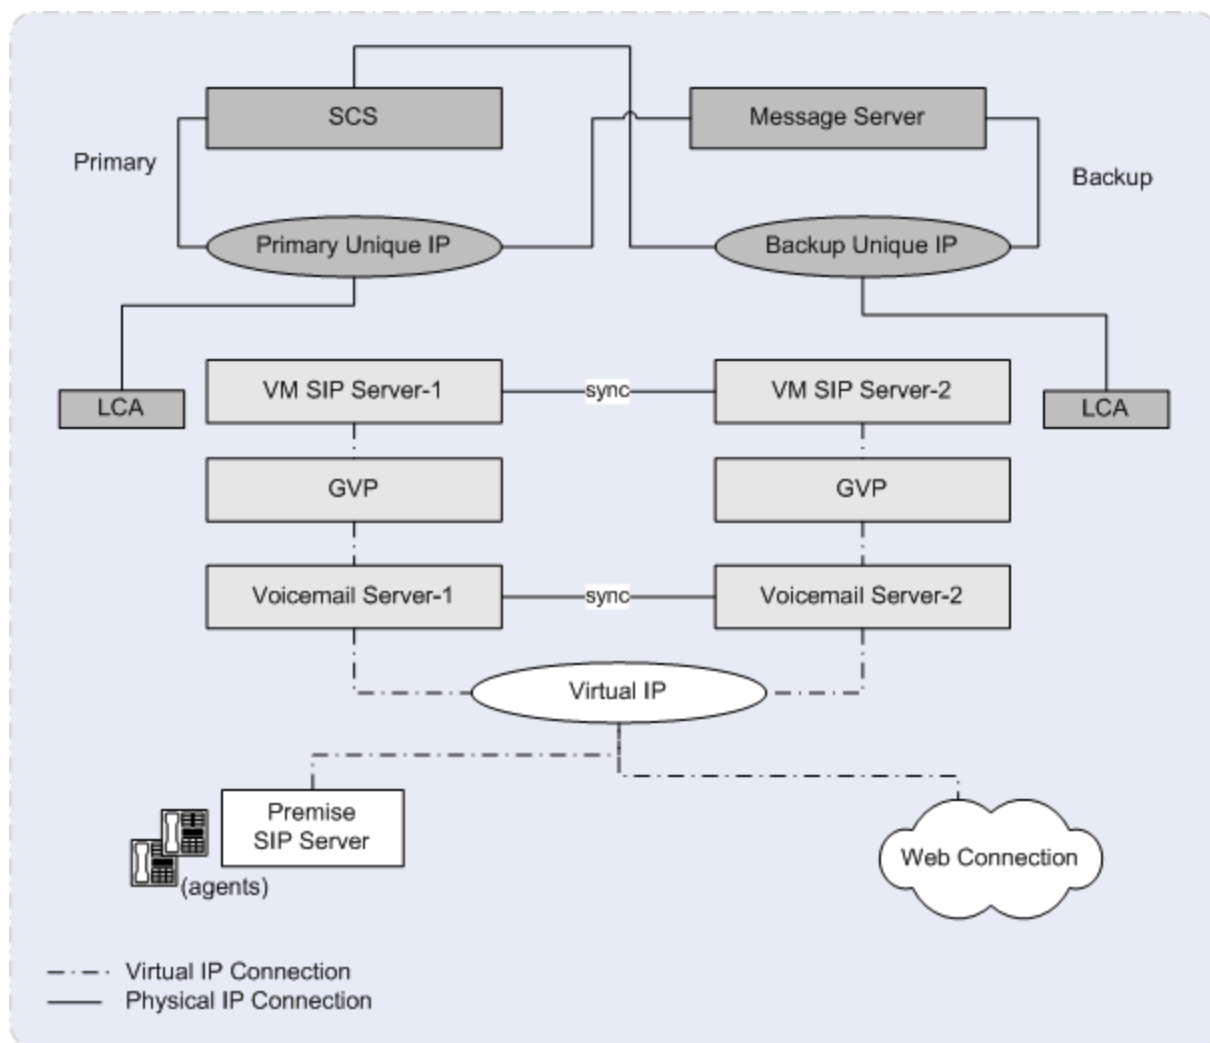 SCS
Message Server
Primary
Backup
Primary Unique IP
Backup Unique IP
VM SIP Server-1
sync
VM SIP Server-2
LCA
LCA
GVP
GVP
Voicemail Server-1
sync
Voicemail Server-2
Virtual IP
Premise
SIP Server
(agents)
Web Connection
Virtual IP Connection
Physical IP Connection